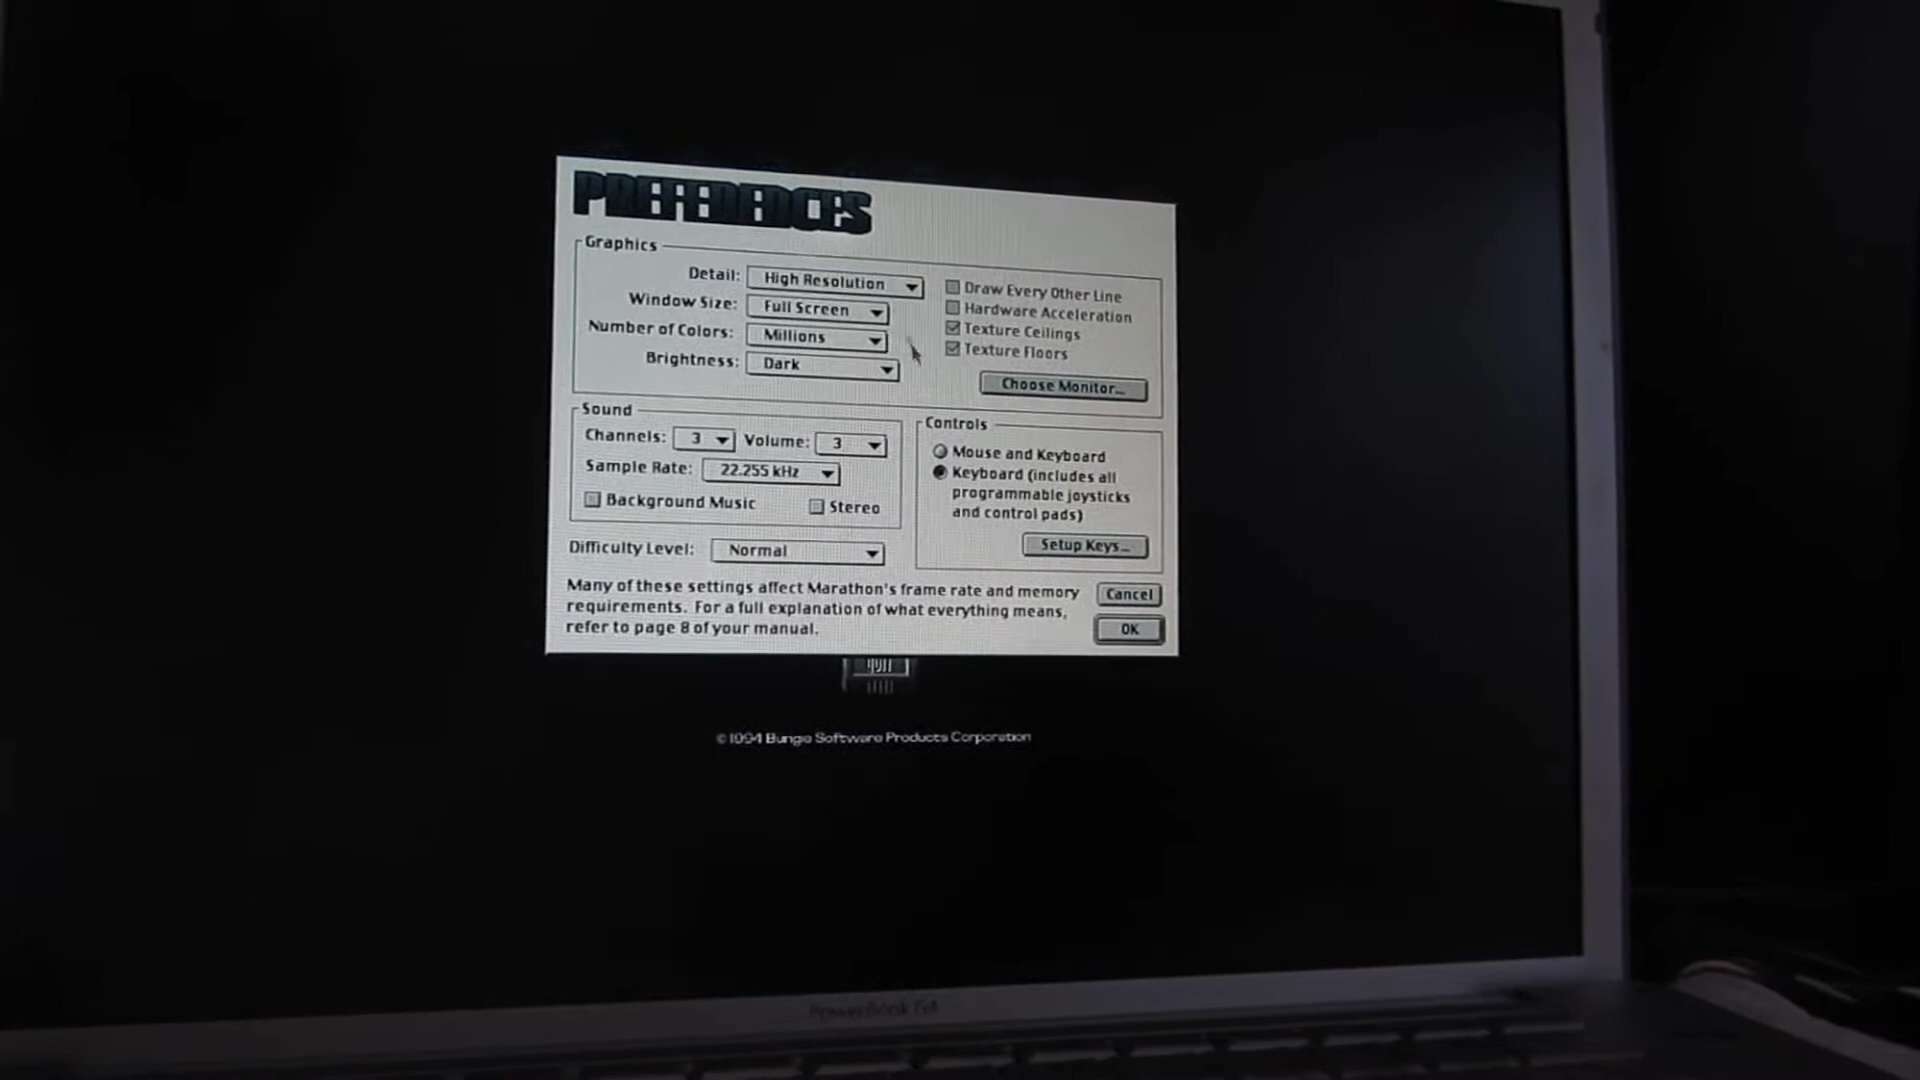 PREFERENCES
Graphics
Detail: High Resolution
Window Size: Full Screen
Number of Colors: Millions
Brightness: Dark
Draw Every Other Line
Hardware Acceleration
Texture Ceilings
Texture Floors
Choose Monitor...
Sound
Channels: 3 Volume: 3
Sample Rate: 22.255 kHz
Background Music Stereo
Controls
Mouse and Keyboard
Keyboard (includes all
programmable joysticks
and control pads)
Setup Keys...
Difficulty Level: Normal
Many of these settings affect Marathon's frame rate and memory
requirements. For a full explanation of what everything means,
refer to page 8 of your manual.
Cancel
OK
©1994 Bungie Software Products Corporation
PowerBook G4